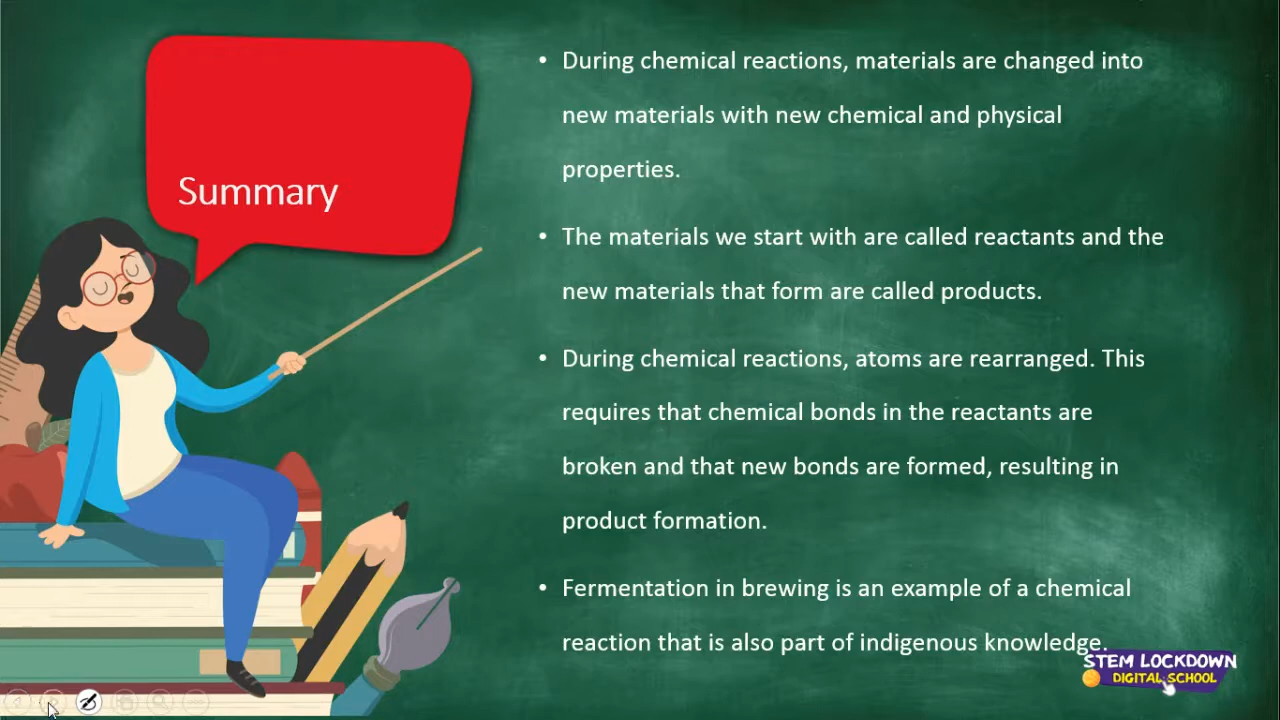 Summary
• During chemical reactions, materials are changed into
new materials with new chemical and physical
properties.
• The materials we start with are called reactants and the
new materials that form are called products.
• During chemical reactions, atoms are rearranged. This
requires that chemical bonds in the reactants are
broken and that new bonds are formed, resulting in
product formation.
• Fermentation in brewing is an example of a chemical
reaction that is also part of indigenous knowledge.
STEM LOCKDOWN
DIGITAL SCHOOL